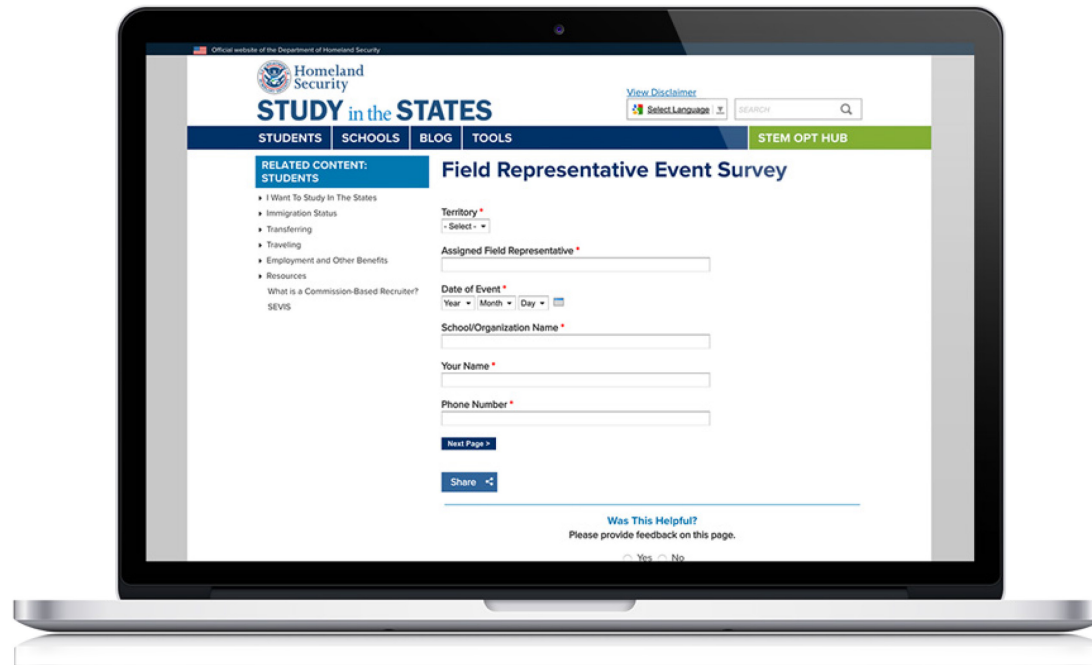 Official website of the Department of Homeland Security
Homeland
Security
STUDY in the STATES
View Disclaimer
Select Language ▼
SEARCH
STUDENTS SCHOOLS BLOG TOOLS STEM OPT HUB
RELATED CONTENT:
STUDENTS
I Want To Study In The States
Immigration Status
Transferring
Traveling
Employment and Other Benefits
Resources
What is a Commission-Based Recruiter?
SEVIS
Field Representative Event Survey
Territory *
- Select -
Assigned Field Representative *
Date of Event *
Year Month Day
School/Organization Name *
Your Name *
Phone Number *
Next Page >
Share
Was This Helpful?
Please provide feedback on this page.
Yes No